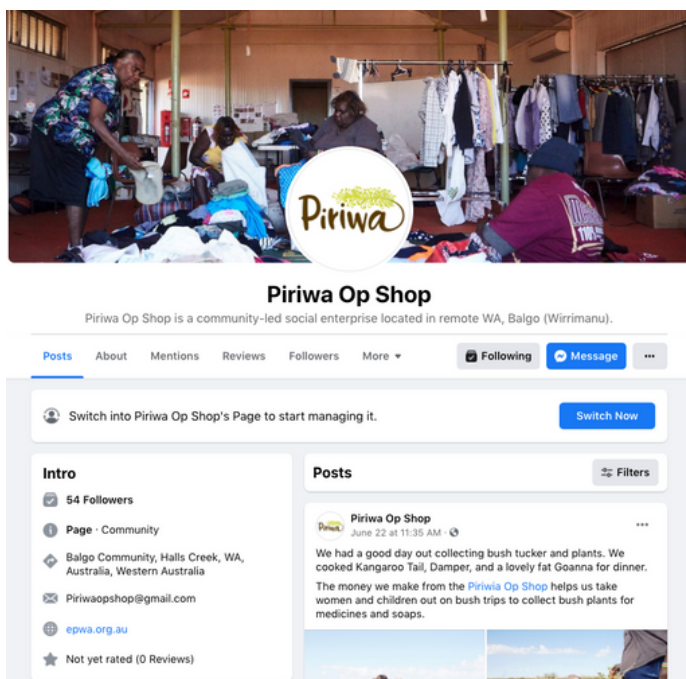 Piriwa
Piriwa Op Shop
Piriwa Op Shop is a community-led social enterprise located in remote WA, Balgo (Wirrimanu).
Posts About Mentions Reviews Followers More Following Message ...
Switch into Piriwa Op Shop's Page to start managing it. Switch Now
Intro
54 Followers
Page · Community
Balgo Community, Halls Creek, WA,
Australia, Western Australia
Piriwaopshop@gmail.com
epwa.org.au
Not yet rated (0 Reviews)
Posts Filters
Piriwa
Piriwa Op Shop
June 22 at 11:35 AM ·
We had a good day out collecting bush tucker and plants. We
cooked Kangaroo Tail, Damper, and a lovely fat Goanna for dinner.
The money we make from the Piriwia Op Shop helps us take
women and children out on bush trips to collect bush plants for
medicines and soaps.